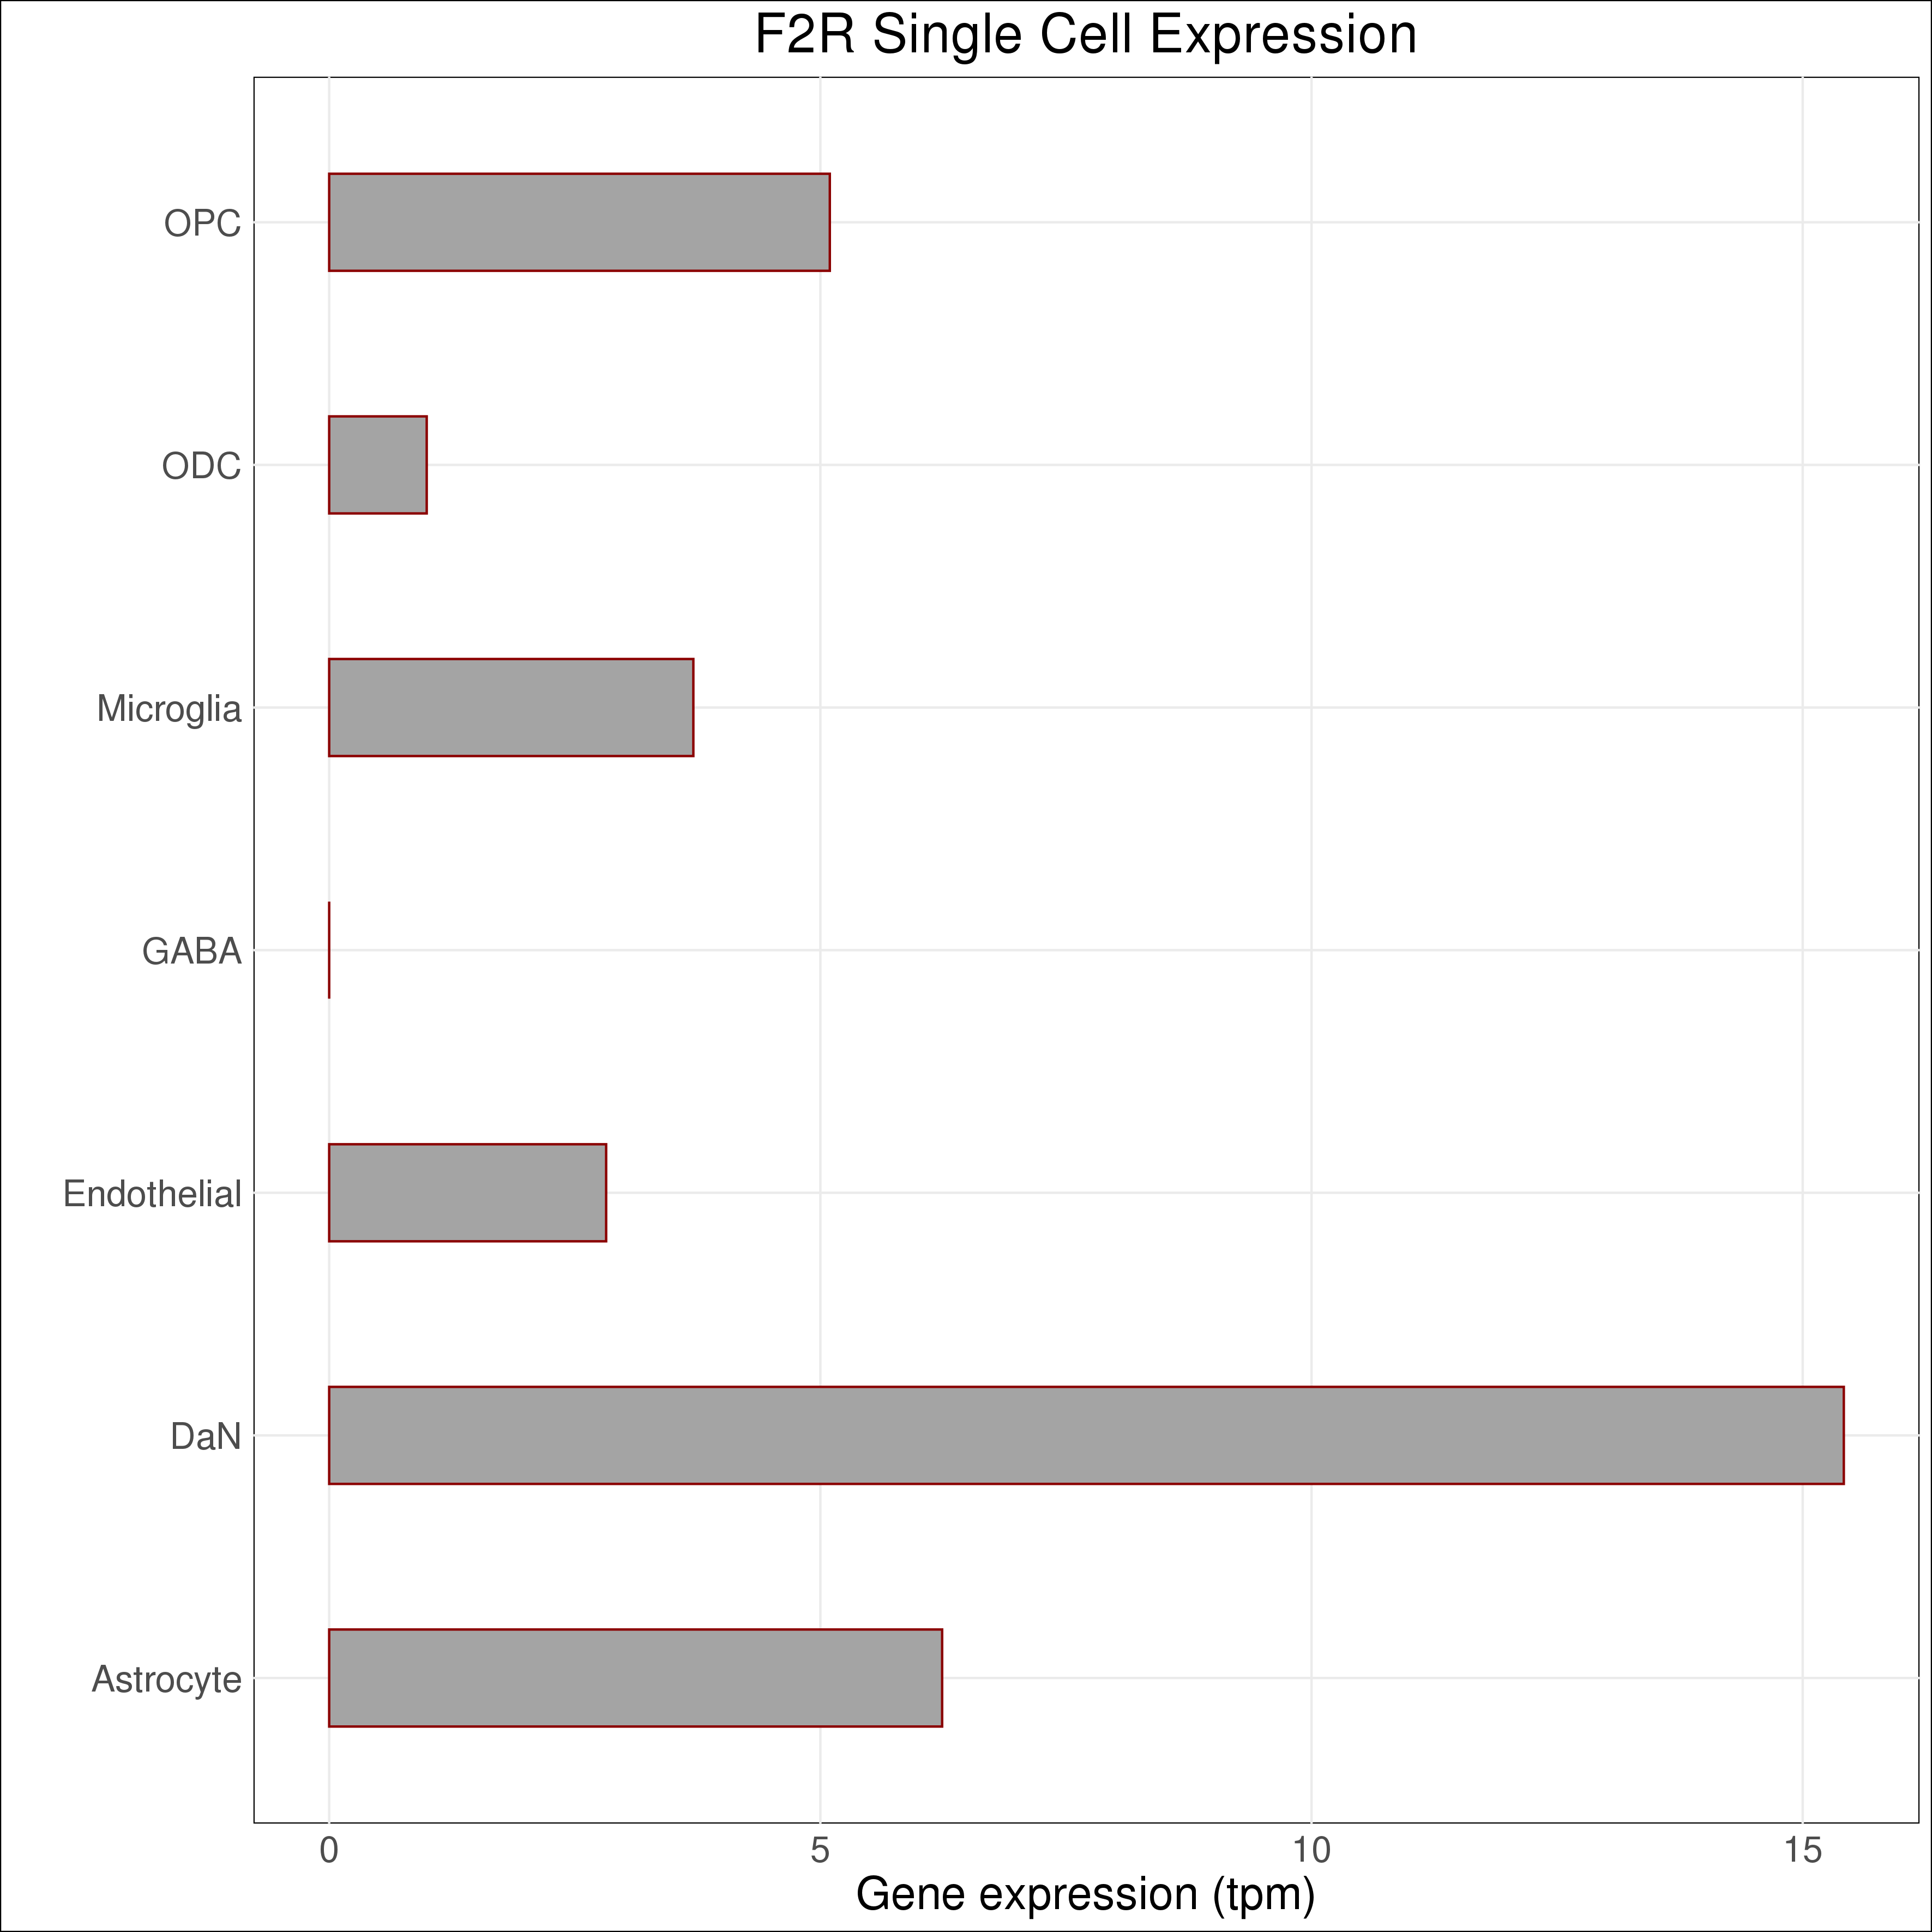 F2R Single Cell Expression
OPC
ODC
Microglia
GABA
Endothelial
DaN
Astrocyte
0 5 10 15
Gene expression (tpm)